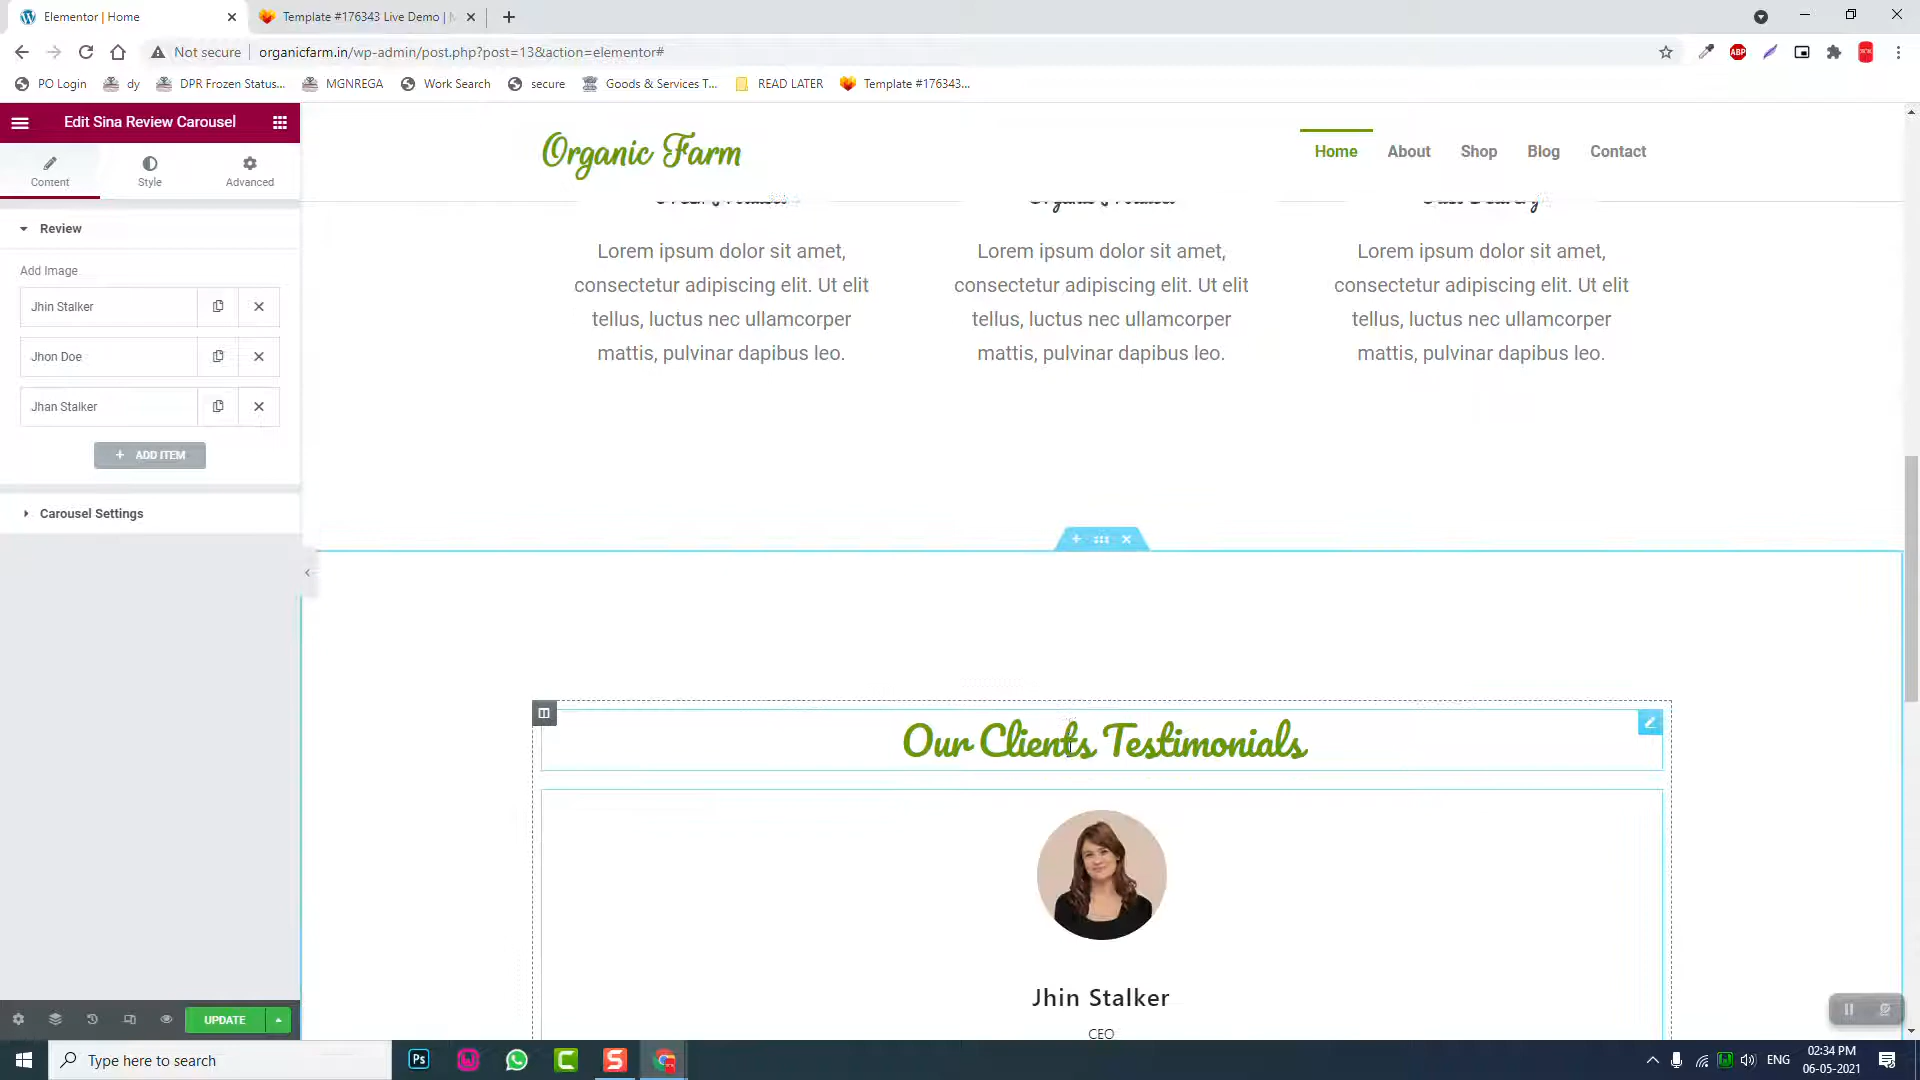 Elementor | Home
Template #176343 Live Demo |
Not secure
organicfarm.in/wp-admin/post.php?post=13&action=elementor#
ABP
PO Login
dy
DPR Frozen Status...
MGNREGA
Work Search
secure
Goods & Services T...
READ LATER
Template #176343...
Edit Sina Review Carousel
Content
Style
Advanced
Review
Add Image
Jhin Stalker
Jhon Doe
Jhan Stalker
+ ADD ITEM
Carousel Settings
UPDATE
Organic Farm
Home
About
Shop
Blog
Contact
Lorem ipsum dolor sit amet,
consectetur adipiscing elit. Ut elit
tellus, luctus nec ullamcorper
mattis, pulvinar dapibus leo.
Lorem ipsum dolor sit amet,
consectetur adipiscing elit. Ut elit
tellus, luctus nec ullamcorper
mattis, pulvinar dapibus leo.
Lorem ipsum dolor sit amet,
consectetur adipiscing elit. Ut elit
tellus, luctus nec ullamcorper
mattis, pulvinar dapibus leo.
Our Clients Testimonials
Jhin Stalker
CEO
Type here to search
Ps
ENG
02:34 PM
06-05-2021